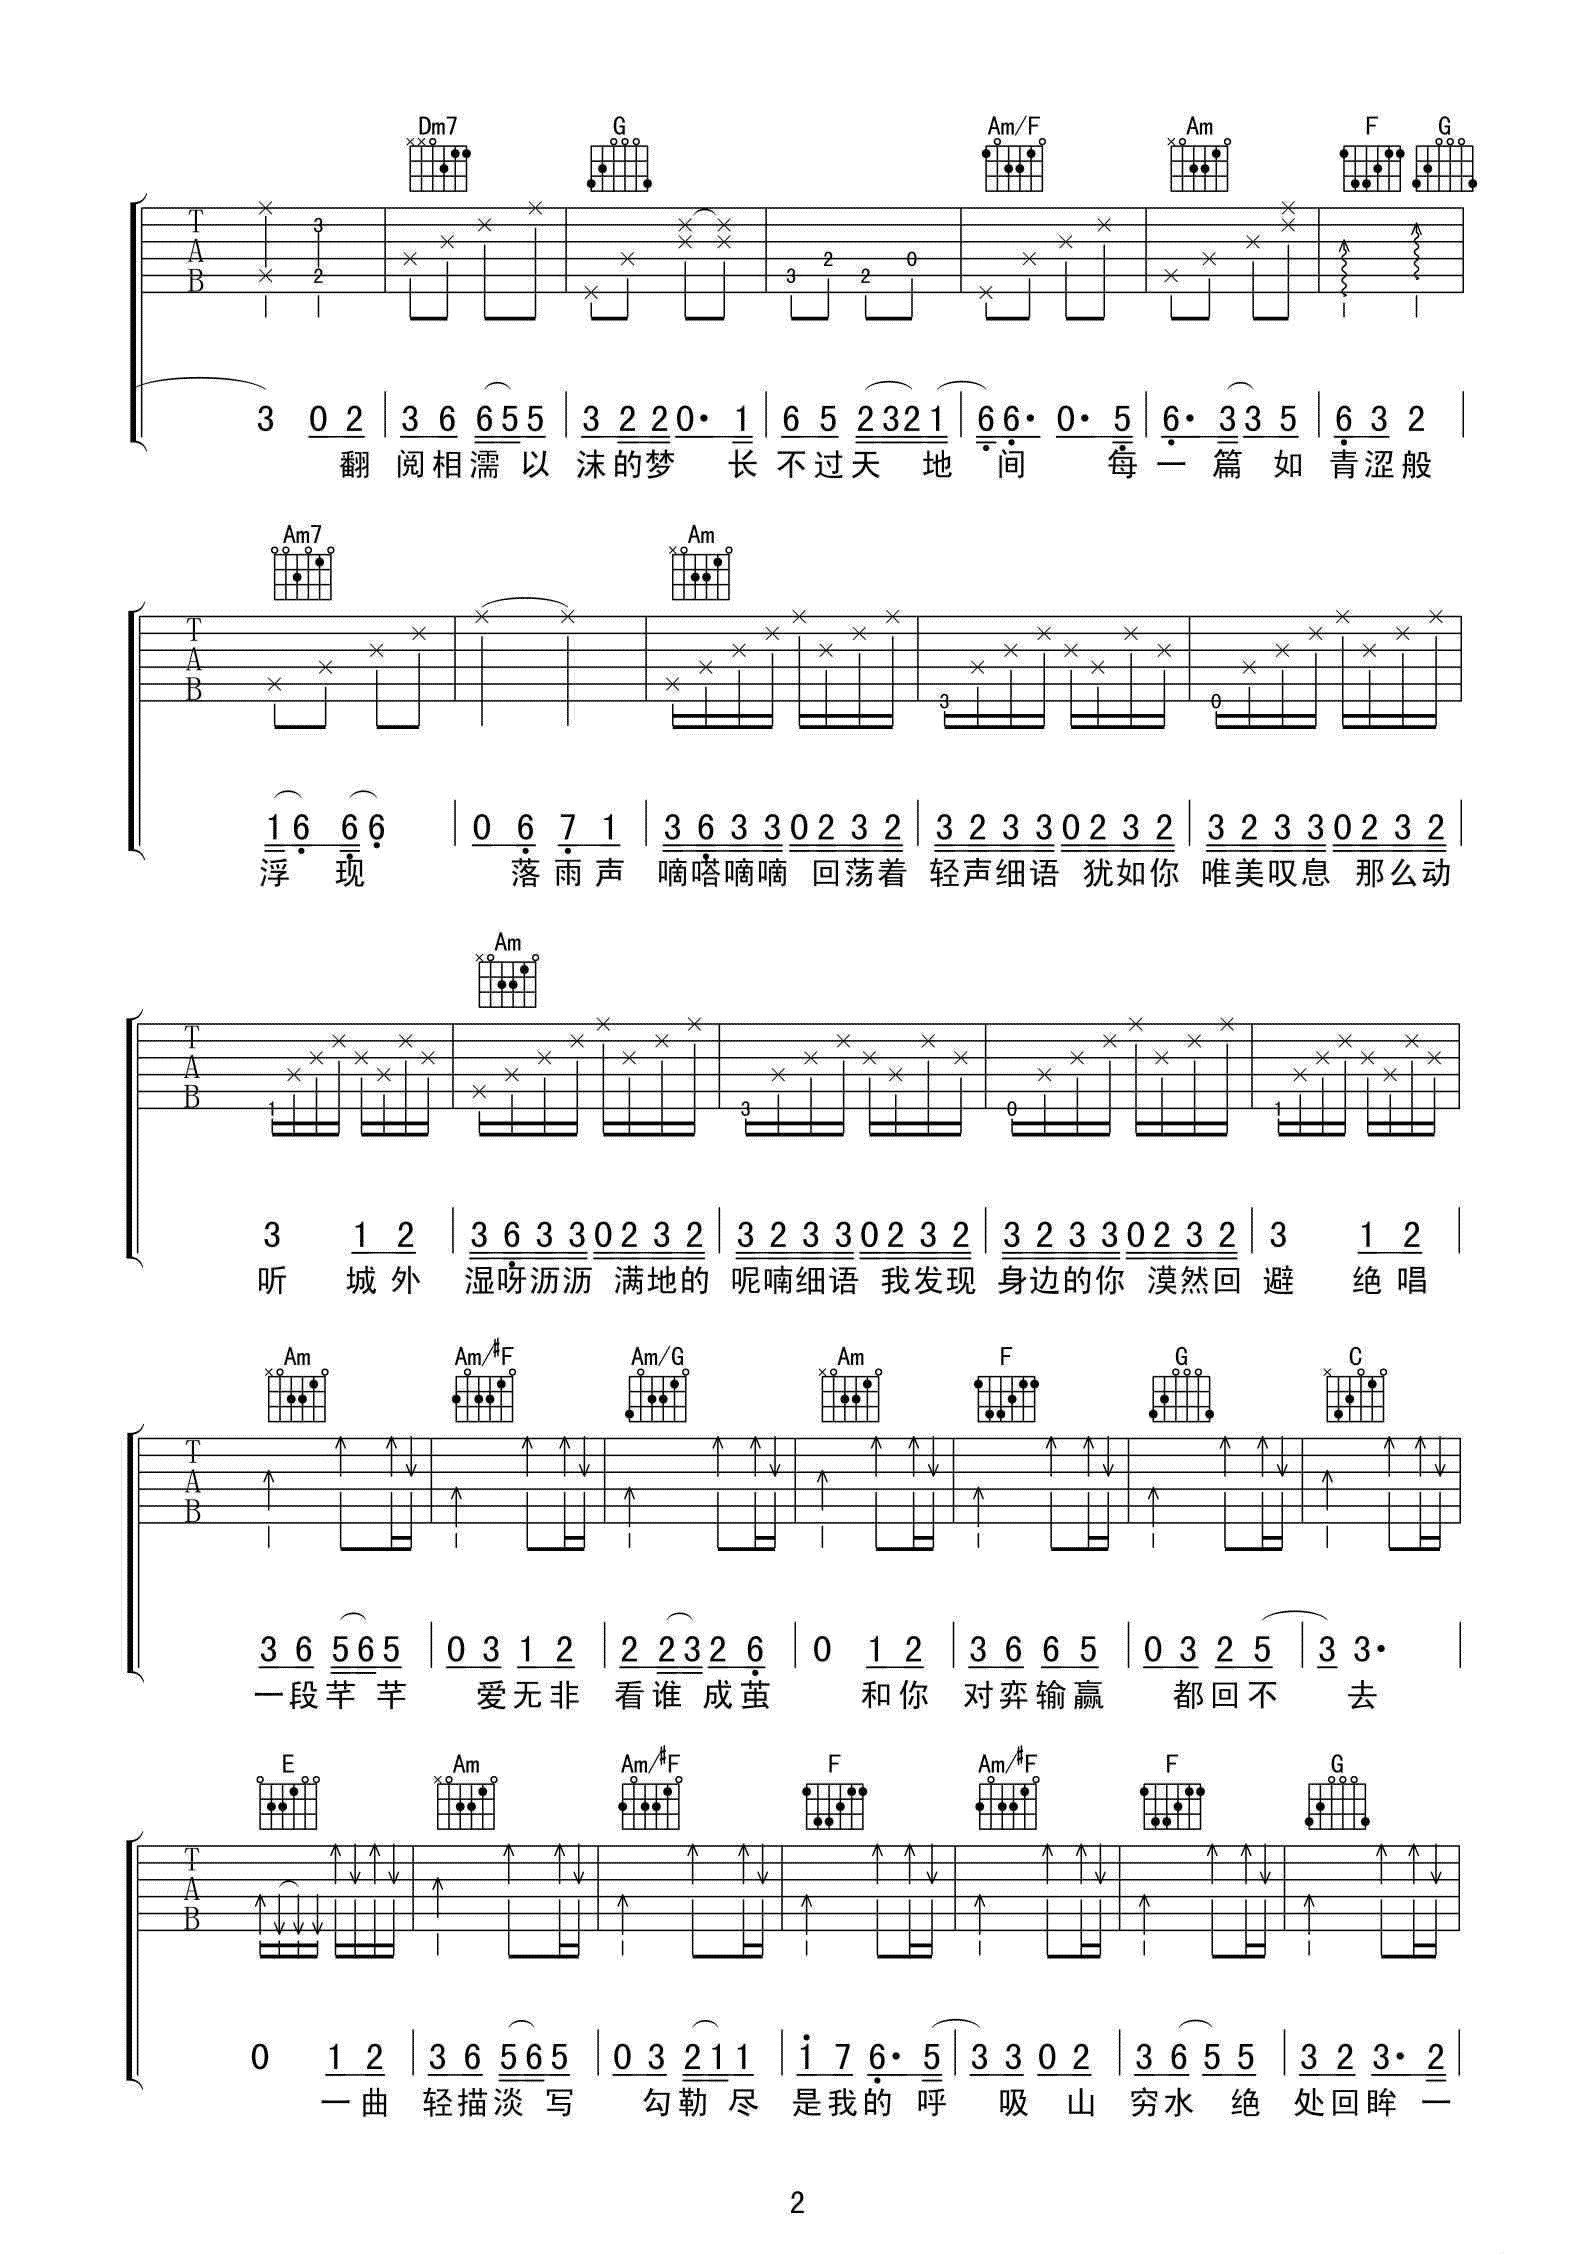 Dm7 G Am/F Am F G
T 3
A 2 0
B 2 3 2
3 0 2 3 6 6 5 5 3 2 2 0· 1 6 5 2 3 2 1 6 6· 0· 5 6· 3 3 5 6 3 2
翻 阅 相 濡 以 沫 的 梦 长 不 过 天 地 间 每 一 篇 如 青 涩 般
Am7 Am
T
A
B 3 0
1 6 6 6 0 6 7 1 3 6 3 3 0 2 3 2 3 2 3 3 0 2 3 2 3 2 3 3 0 2 3 2
浮 现 落 雨 声 嘀嗒嘀嘀 回荡着 轻声细语 犹如你 唯美叹息 那么动
Am
T
A
B 1 3 0 1
3 1 2 3 6 3 3 0 2 3 2 3 2 3 3 0 2 3 2 3 2 3 3 0 2 3 2 3 1 2
听 城 外 湿呀沥沥 满地的 呢喃细语 我发现 身边的你 漠然回 避 绝 唱
Am Am/#F Am/G Am F G C
T
A
B
3 6 5 6 5 0 3 1 2 2 2 3 2 6 0 1 2 3 6 6 5 0 3 2 5 3 3·
一段芊 芊 爱无非 看谁 成茧 和你 对弈输赢 都回不 去
E Am Am/#F F Am/#F F G
T
A
B
0 1 2 3 6 5 6 5 0 3 2 1 1 1 7 6· 5 3 3 0 2 3 6 5 5 3 2 3· 2
一曲 轻描淡 写 勾勒 尽 是我的 呼 吸 山 穷水 绝 处回眸 一
2